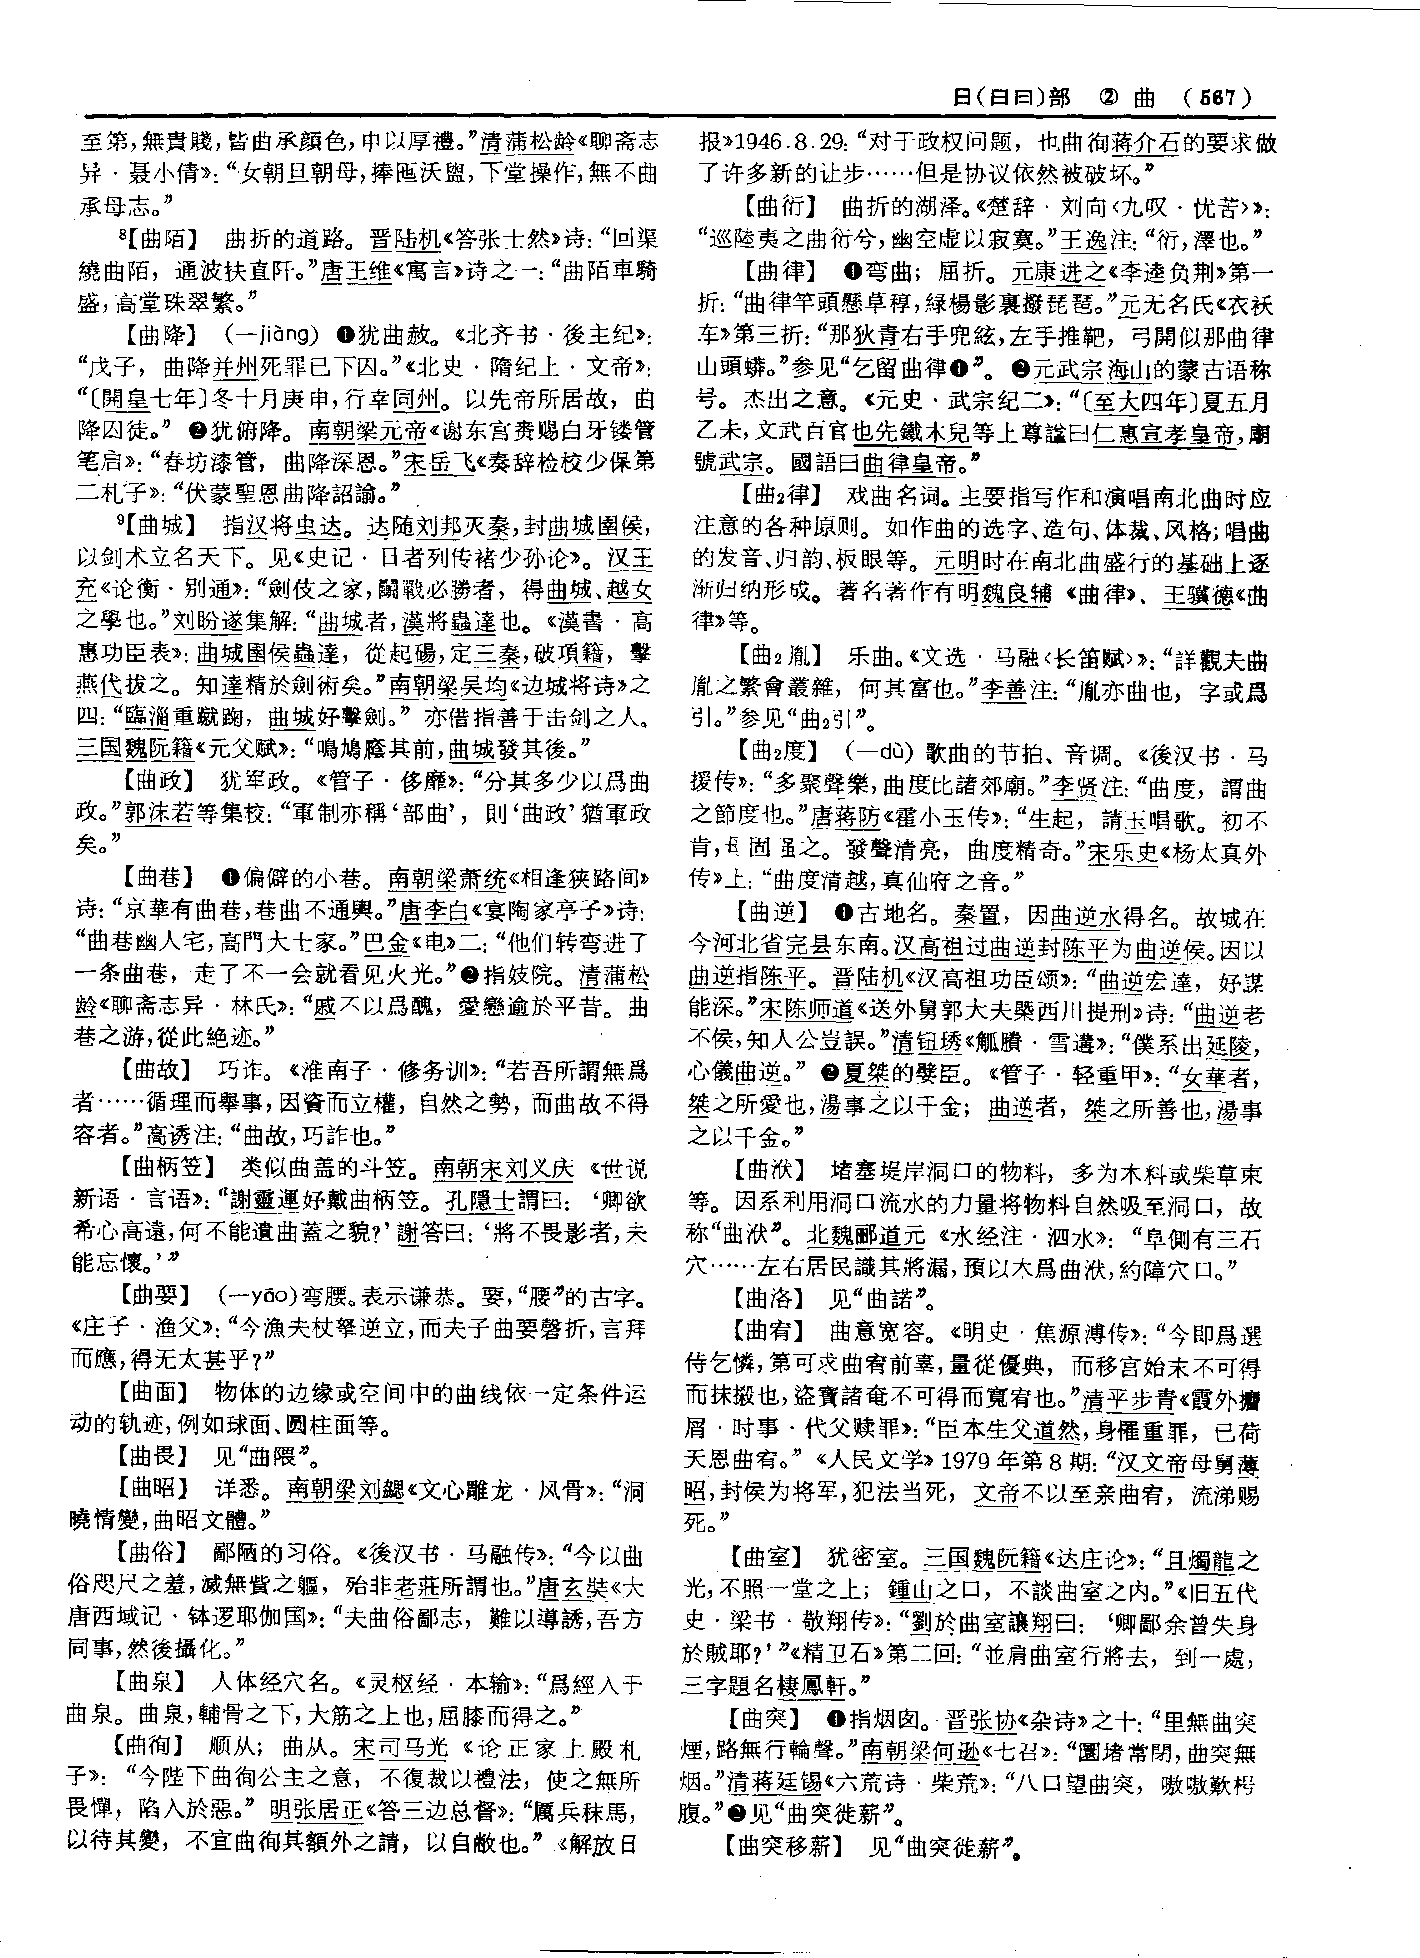 日(曰曰)部　②　曲　(567)
至第，無貴賤，皆曲承顔色，申以厚禮。”清蒲松龄《聊斋志
异·聂小倩》：“女朝旦朝母，捧匜沃盥，下堂操作，無不曲
承母志。”
⁸【曲陌】　曲折的道路。晋陆机《答张士然》诗：“回渠
繞曲陌，通波扶直阡。”唐王维《寓言》诗之一：“曲陌車騎
盛，高堂珠翠繁。”
【曲降】　(—jiàng)　❶犹曲赦。《北齐书·後主纪》：
“戊子，曲降并州死罪已下囚。”《北史·隋纪上·文帝》：
“〔開皇七年〕冬十月庚申，行幸同州。以先帝所居故，曲
降囚徒。”　❷犹俯降。南朝梁元帝《谢东宫赉赐白牙镂管
笔启》：“春坊漆管，曲降深恩。”宋岳飞《奏辞检校少保第
二札子》：“伏蒙聖恩曲降詔諭。”
⁹【曲城】　指汉将虫达。达随刘邦灭秦，封曲城圉侯，
以剑术立名天下。见《史记·日者列传褚少孙论》。汉王
充《论衡·别通》：“劍伎之家，鬭戰必勝者，得曲城、越女
之學也。”刘盼遂集解：“曲城者，漢將蟲達也。《漢書·高
惠功臣表》：曲城圉侯蟲達，從起碭，定三秦，破項籍，擊
燕代拔之。知達精於劍術矣。”南朝梁吴均《边城将诗》之
四：“臨淄重蹴踘，曲城好擊劍。”亦借指善于击剑之人。
三国魏阮籍《元父赋》：“鳴鳩廕其前，曲城發其後。”
【曲政】　犹军政。《管子·侈靡》：“分其多少以爲曲
政。”郭沫若等集校：“軍制亦稱‘部曲’，則‘曲政’猶軍政
矣。”
【曲巷】　❶偏僻的小巷。南朝梁萧统《相逢狭路间》
诗：“京華有曲巷，巷曲不通輿。”唐李白《宴陶家亭子》诗：
“曲巷幽人宅，高門大士家。”巴金《电》二：“他们转弯进了
一条曲巷，走了不一会就看见火光。”❷指妓院。清蒲松
龄《聊斋志异·林氏》：“戚不以爲醜，愛戀逾於平昔。曲
巷之游，從此絶迹。”
【曲故】　巧诈。《淮南子·修务训》：“若吾所謂無爲
者……循理而舉事，因資而立權，自然之勢，而曲故不得
容者。”高诱注：“曲故，巧詐也。”
【曲柄笠】　类似曲盖的斗笠。南朝宋刘义庆《世说
新语·言语》：“謝靈運好戴曲柄笠。孔隱士謂曰：‘卿欲
希心高遠，何不能遺曲蓋之貌？’謝答曰：‘將不畏影者，未
能忘懷。’”
【曲要】　(—yāo)弯腰。表示谦恭。要，“腰”的古字。
《庄子·渔父》：“今漁夫杖拏逆立，而夫子曲要磬折，言拜
而應，得无太甚乎？”
【曲面】　物体的边缘或空间中的曲线依一定条件运
动的轨迹，例如球面、圆柱面等。
【曲畏】　见“曲隈”。
【曲昭】　详悉。南朝梁刘勰《文心雕龙·风骨》：“洞
曉情變，曲昭文體。”
【曲俗】　鄙陋的习俗。《後汉书·马融传》：“今以曲
俗咫尺之羞，滅無貲之軀，殆非老莊所謂也。”唐玄奘《大
唐西域记·钵逻耶伽国》：“夫曲俗鄙志，難以導誘，吾方
同事，然後攝化。”
【曲泉】　人体经穴名。《灵枢经·本输》：“爲經入于
曲泉。曲泉，輔骨之下，大筋之上也，屈膝而得之。”
【曲徇】　顺从；曲从。宋司马光《论正家上殿札
子》：“今陛下曲徇公主之意，不復裁以禮法，使之無所
畏憚，陷入於惡。”明张居正《答三边总督》：“厲兵秣馬，
以待其變，不宜曲徇其額外之請，以自敝也。”《解放日
报》1946.8.29：“对于政权问题，也曲徇蒋介石的要求做
了许多新的让步……但是协议依然被破坏。”
【曲衍】　曲折的湖泽。《楚辞·刘向〈九叹·忧苦〉》：
“巡陸夷之曲衍兮，幽空虚以寂寞。”王逸注：“衍，澤也。”
【曲律】　❶弯曲；屈折。元康进之《李逵负荆》第一
折：“曲律竿頭懸草稕，緑楊影裏撥琵琶。”元无名氏《衣袄
车》第三折：“那狄青右手兜絃，左手推靶，弓開似那曲律
山頭蟒。”参见“乞留曲律❶”。❷元武宗海山的蒙古语称
号。杰出之意。《元史·武宗纪二》：“〔至大四年〕夏五月
乙未，文武百官也先鐵木兒等上尊謚曰仁惠宣孝皇帝，廟
號武宗。國語曰曲律皇帝。”
【曲₂律】　戏曲名词。主要指写作和演唱南北曲时应
注意的各种原则。如作曲的选字、造句、体裁、风格；唱曲
的发音、归韵、板眼等。元明时在南北曲盛行的基础上逐
渐归纳形成。著名著作有明魏良辅《曲律》、王骥德《曲
律》等。
【曲₂胤】　乐曲。《文选·马融〈长笛赋〉》：“詳觀夫曲
胤之繁會叢雜，何其富也。”李善注：“胤亦曲也，字或爲
引。”参见“曲₂引”。
【曲₂度】　(—dù)　歌曲的节拍、音调。《後汉书·马
援传》：“多聚聲樂，曲度比諸郊廟。”李贤注：“曲度，謂曲
之節度也。”唐蒋防《霍小玉传》：“生起，請玉唱歌。初不
肯，母固强之。發聲清亮，曲度精奇。”宋乐史《杨太真外
传》上：“曲度清越，真仙府之音。”
【曲逆】　❶古地名。秦置，因曲逆水得名。故城在
今河北省完县东南。汉高祖过曲逆封陈平为曲逆侯。因以
曲逆指陈平。晋陆机《汉高祖功臣颂》：“曲逆宏達，好謀
能深。”宋陈师道《送外舅郭大夫槩西川提刑》诗：“曲逆老
不侯，知人公豈誤。”清钮琇《觚賸·雪遘》：“僕系出延陵，
心儀曲逆。”　❷夏桀的嬖臣。《管子·轻重甲》：“女華者，
桀之所愛也，湯事之以千金；曲逆者，桀之所善也，湯事
之以千金。”
【曲洑】　堵塞堤岸洞口的物料，多为木料或柴草束
等。因系利用洞口流水的力量将物料自然吸至洞口，故
称“曲洑”。北魏郦道元《水经注·泗水》：“阜側有三石
穴……左右居民識其將漏，預以木爲曲洑，約障穴口。”
【曲洛】　见“曲諾”。
【曲宥】　曲意宽容。《明史·焦源溥传》：“今即爲選
侍乞憐，第可求曲宥前辜，量從優典，而移宫始末不可得
而抹摋也，盜寶諸奄不可得而寬宥也。”清平步青《霞外攟
屑·时事·代父赎罪》：“臣本生父道然，身罹重罪，已荷
天恩曲宥。”《人民文学》1979年第8期：“汉文帝母舅薄
昭，封侯为将军，犯法当死，文帝不以至亲曲宥，流涕赐
死。”
【曲室】　犹密室。三国魏阮籍《达庄论》：“且燭龍之
光，不照一堂之上；鍾山之口，不談曲室之内。”《旧五代
史·梁书·敬翔传》：“劉於曲室讓翔曰：‘卿鄙余曾失身
於賊耶？’”《精卫石》第二回：“並肩曲室行將去，到一處，
三字題名棲鳳軒。”
【曲突】　❶指烟囱。晋张协《杂诗》之十：“里無曲突
煙，路無行輪聲。”南朝梁何逊《七召》：“圜堵常閉，曲突無
烟。”清蒋廷锡《六荒诗·柴荒》：“八口望曲突，嗷嗷歎枵
腹。”❷见“曲突徙薪”。
【曲突移薪】　见“曲突徙薪”。